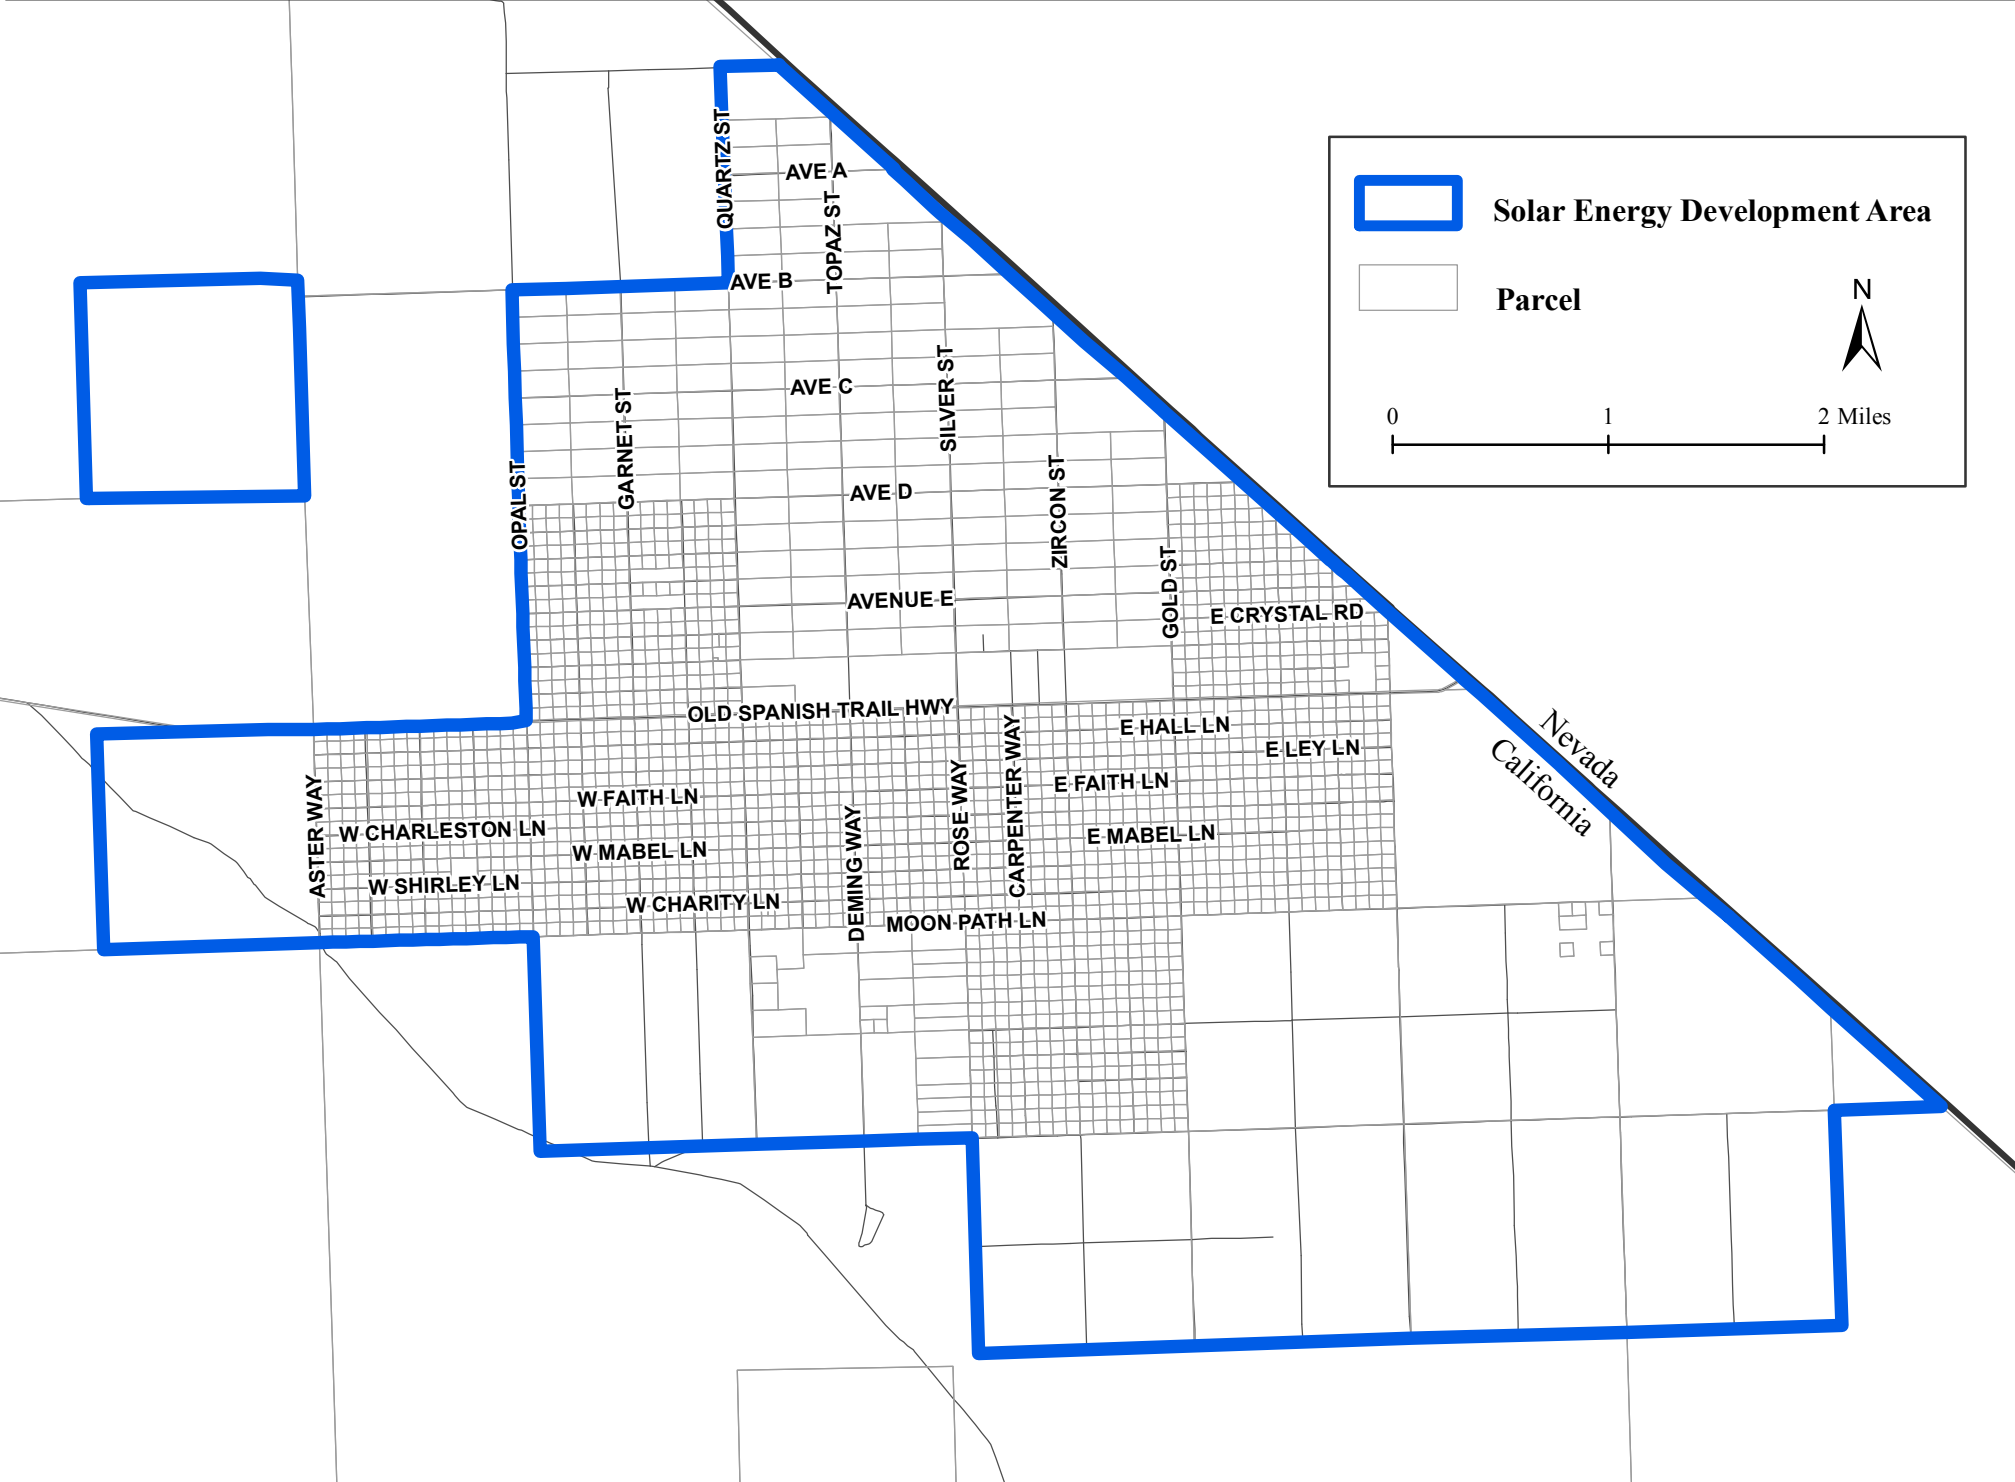 QUARTZ ST
AVE A
TOPAZ ST
AVE B
Solar Energy Development Area
Parcel
N
0 1 2 Miles
GARNET ST
AVE C
SILVER ST
OPAL ST
AVE D
ZIRCON ST
GOLD ST
AVENUE E
E CRYSTAL RD
OLD SPANISH TRAIL HWY
E HALL LN
E LEY LN
Nevada
California
ASTER WAY
W FAITH LN
W CHARLESTON LN
W MABEL LN
W SHIRLEY LN
W CHARITY LN
DEMING WAY
ROSE WAY
CARPENTER WAY
E FAITH LN
E MABEL LN
MOON PATH LN